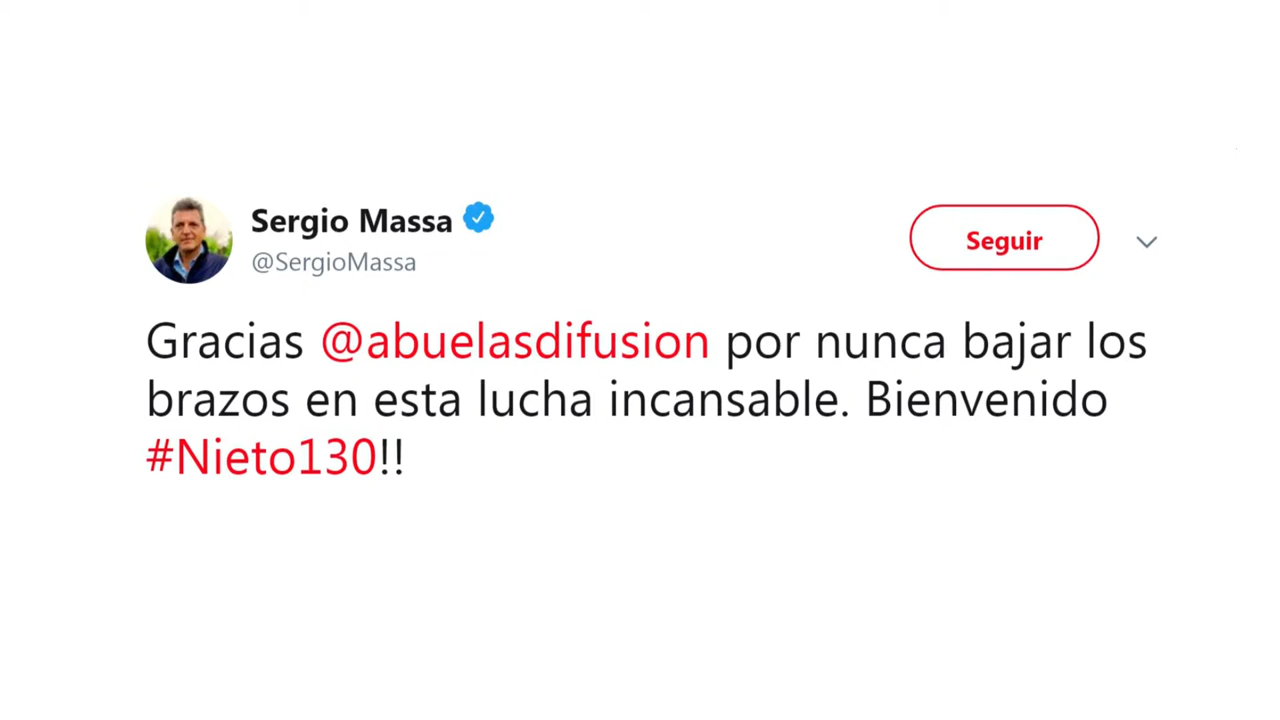 Sergio Massa
@SergioMassa
Seguir
Gracias @abuelasdifusion por nunca bajar los
brazos en esta lucha incansable. Bienvenido
#Nieto130!!